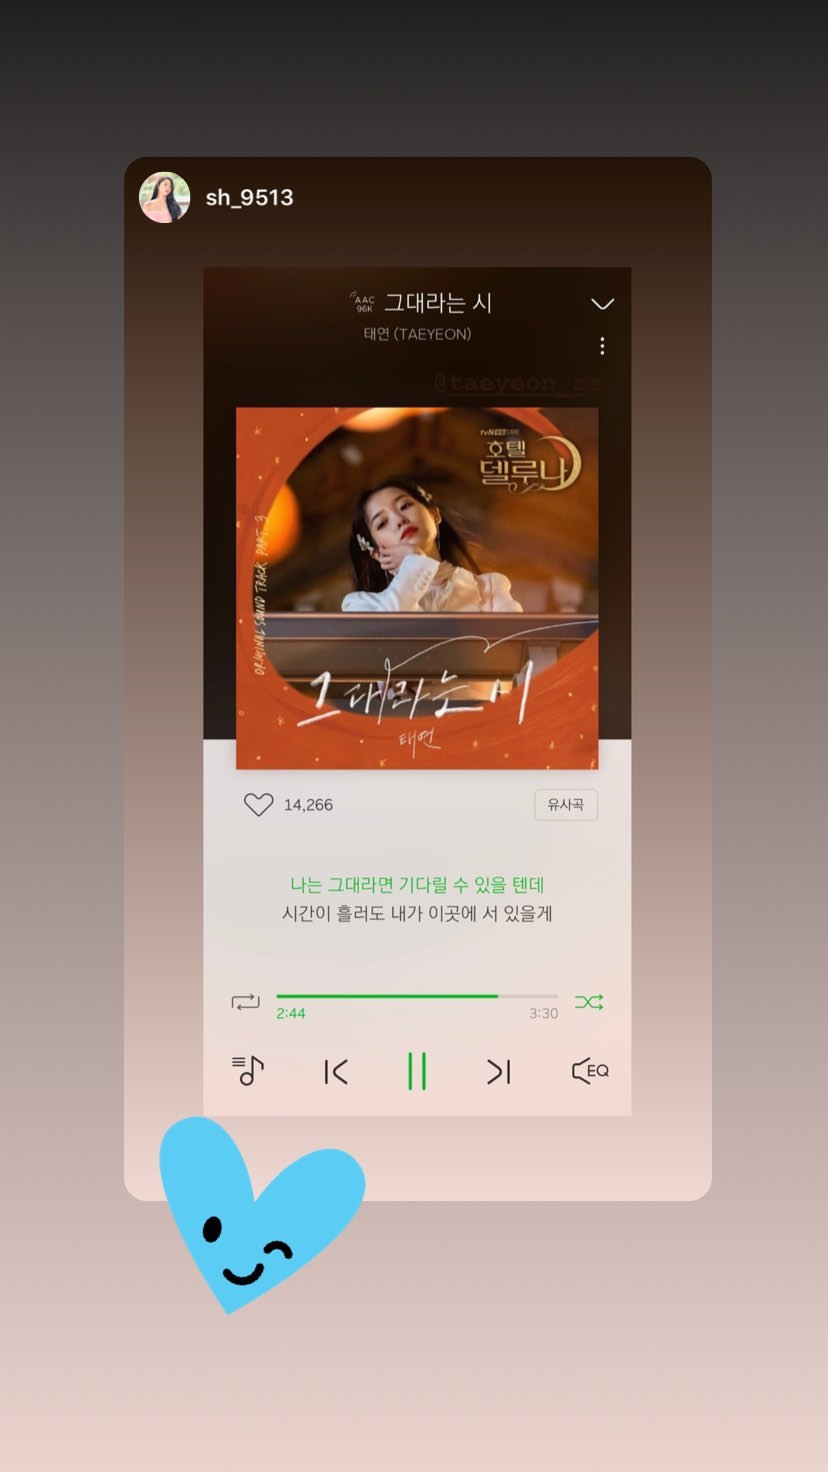 sh_9513
AAC
96K
그대라는 시
태연 (TAEYEON)
@taeyeon_ss
tvN
호텔
델루나
ORIGINAL SOUND TRACK PART 3
그대라는 시
태연
14,266
유사곡
나는 그대라면 기다릴 수 있을 텐데
시간이 흘러도 내가 이곳에 서 있을게
2:44
3:30
EQ